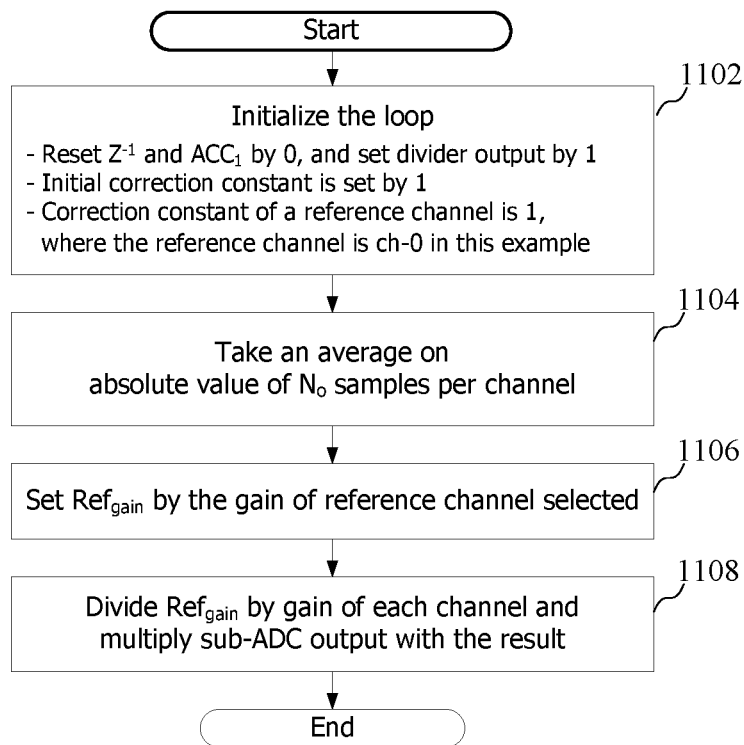 Start
1102
Initialize the loop
- Reset Z⁻¹ and ACC₁ by 0, and set divider output by 1
- Initial correction constant is set by 1
- Correction constant of a reference channel is 1,
where the reference channel is ch-0 in this example
1104
Take an average on
absolute value of Nₒ samples per channel
1106
Set Ref_gain by the gain of reference channel selected
1108
Divide Ref_gain by gain of each channel and
multiply sub-ADC output with the result
End